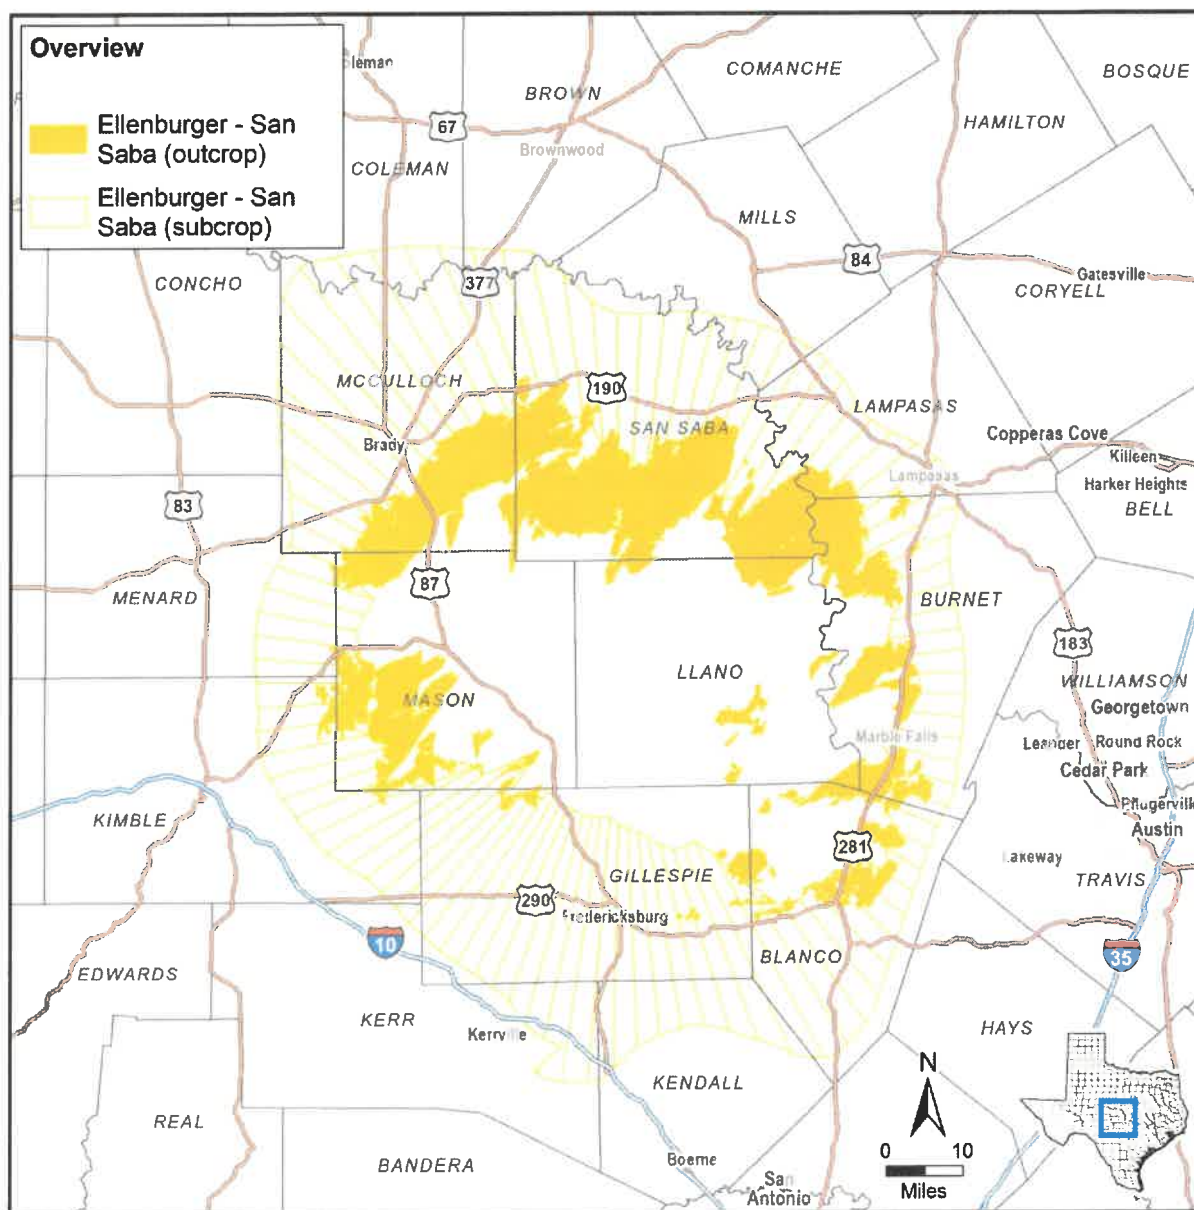 Overview
Ellenburger - San
Saba (outcrop)
Ellenburger - San
Saba (subcrop)
COMANCHE
BOSQUE
BROWN
HAMILTON
67
Brownwood
COLEMAN
MILLS
84
Gatesville
CORYELL
CONCHO
377
MCCULLOCH
190
LAMPASAS
SAN SABA
Brady
Copperas Cove
Killeen
Lampasas
Harker Heights
BELL
83
87
MENARD
BURNET
183
LLANO
WILLIAMSON
MASON
Georgetown
Marble Falls
Leander
Round Rock
Cedar Park
Pflugerville
KIMBLE
Austin
281
Lakeway
GILLESPIE
TRAVIS
290
Fredericksburg
10
35
BLANCO
EDWARDS
KERR
HAYS
Kerrville
N
KENDALL
REAL
0 10
Miles
BANDERA
Boerne
San
Antonio